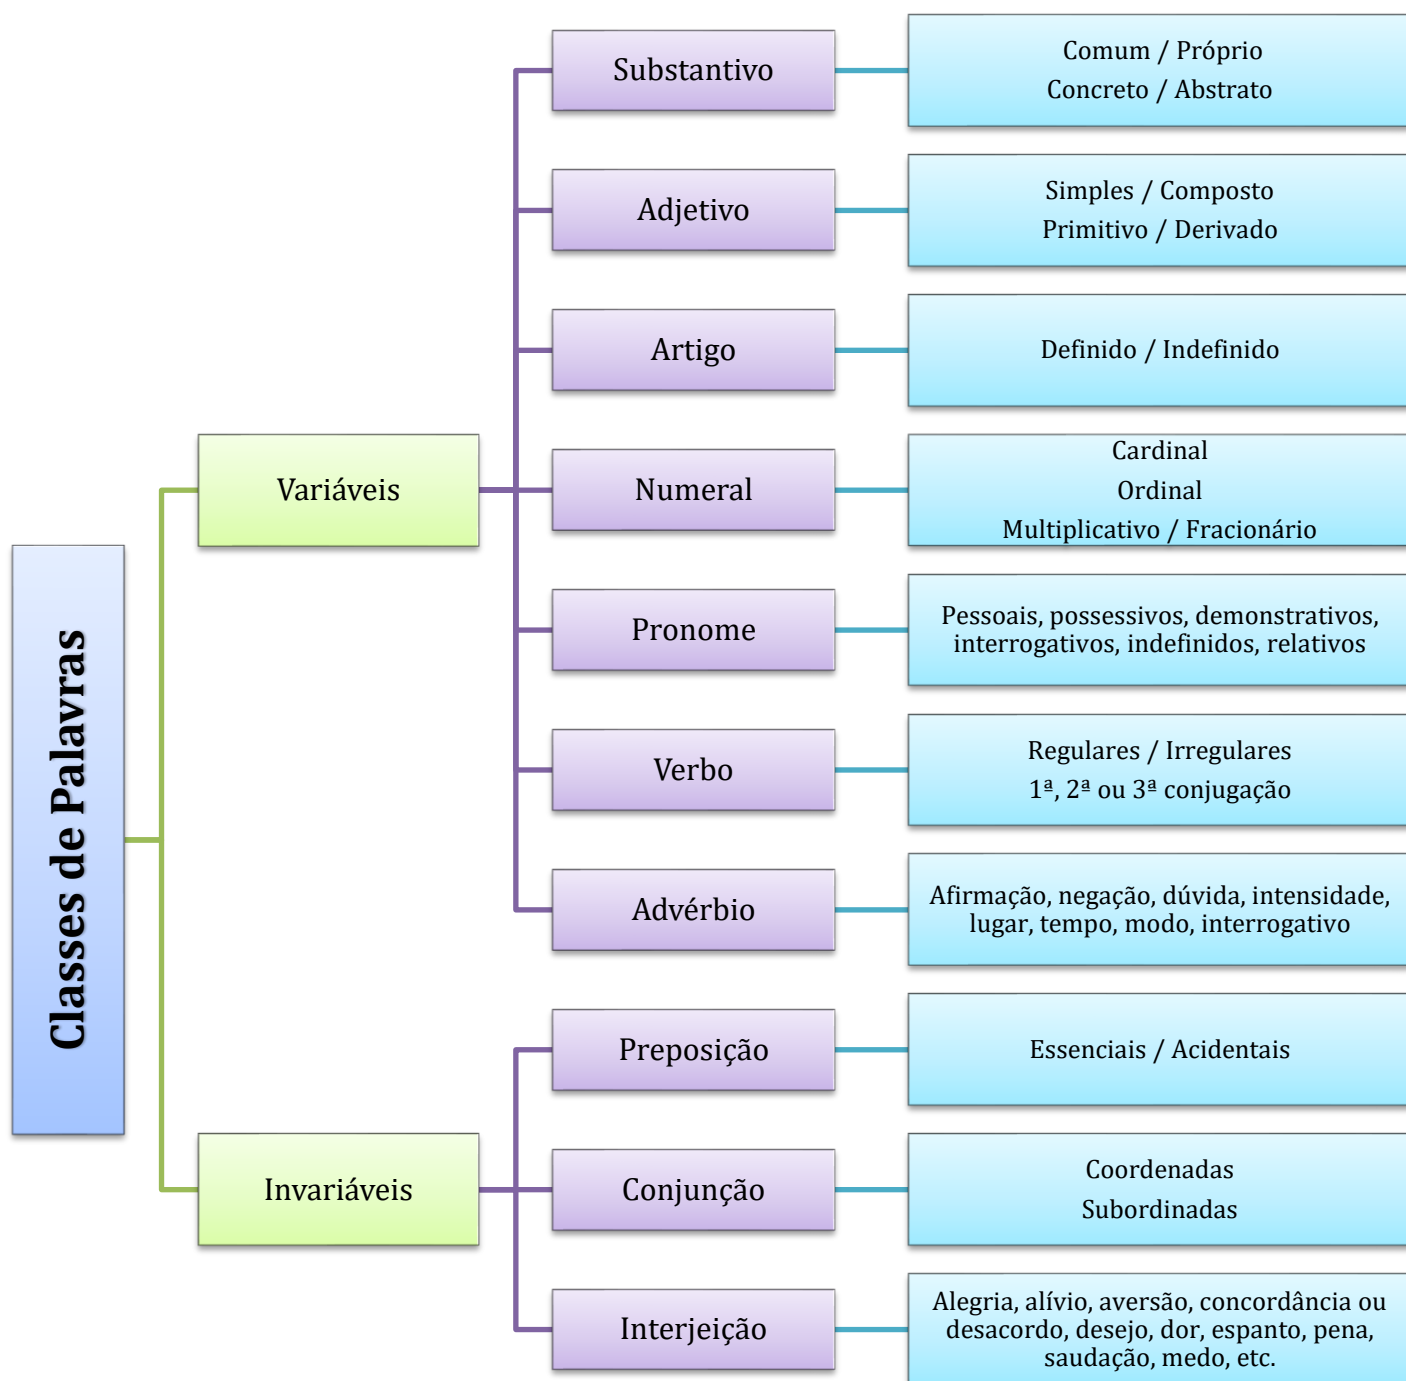 Classes de Palavras
Variáveis
Substantivo
Comum / Próprio
Concreto / Abstrato
Adjetivo
Simples / Composto
Primitivo / Derivado
Artigo
Definido / Indefinido
Numeral
Cardinal
Ordinal
Multiplicativo / Fracionário
Pronome
Pessoais, possessivos, demonstrativos,
interrogativos, indefinidos, relativos
Verbo
Regulares / Irregulares
1ª, 2ª ou 3ª conjugação
Advérbio
Afirmação, negação, dúvida, intensidade,
lugar, tempo, modo, interrogativo
Invariáveis
Preposição
Essenciais / Acidentais
Conjunção
Coordenadas
Subordinadas
Interjeição
Alegria, alívio, aversão, concordância ou
desacordo, desejo, dor, espanto, pena,
saudação, medo, etc.